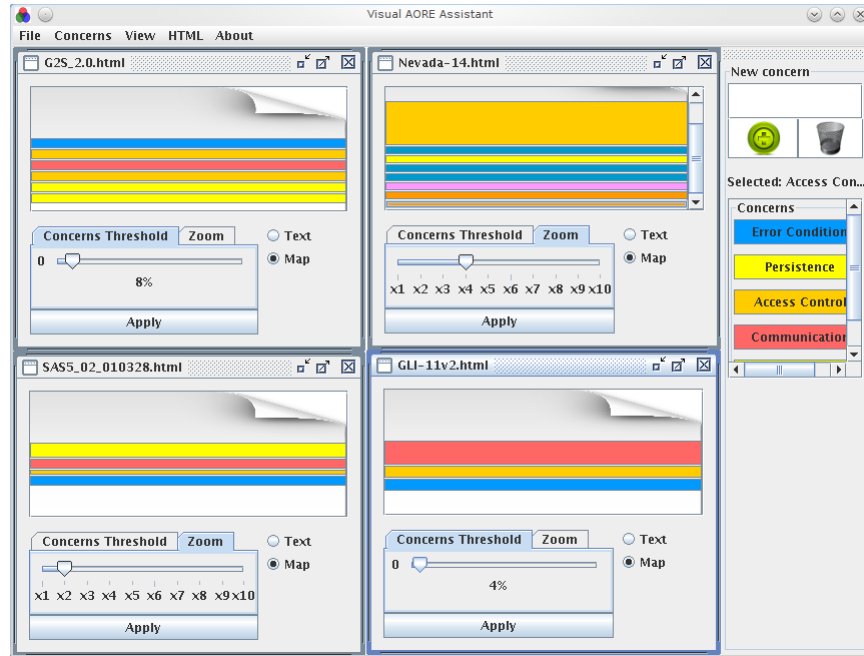 Visual AORE Assistant
File Concerns View HTML About
G2S_2.0.html
Concerns Threshold Zoom
0
8%
Text
Map
Apply
Nevada-14.html
Concerns Threshold Zoom
x1 x2 x3 x4 x5 x6 x7 x8 x9 x10
Text
Map
Apply
SAS5_02_010328.html
Concerns Threshold Zoom
x1 x2 x3 x4 x5 x6 x7 x8 x9 x10
Text
Map
Apply
GLI-11v2.html
Concerns Threshold Zoom
0
4%
Text
Map
Apply
New concern
Selected: Access Con...
Concerns
Error Condition
Persistence
Access Control
Communication